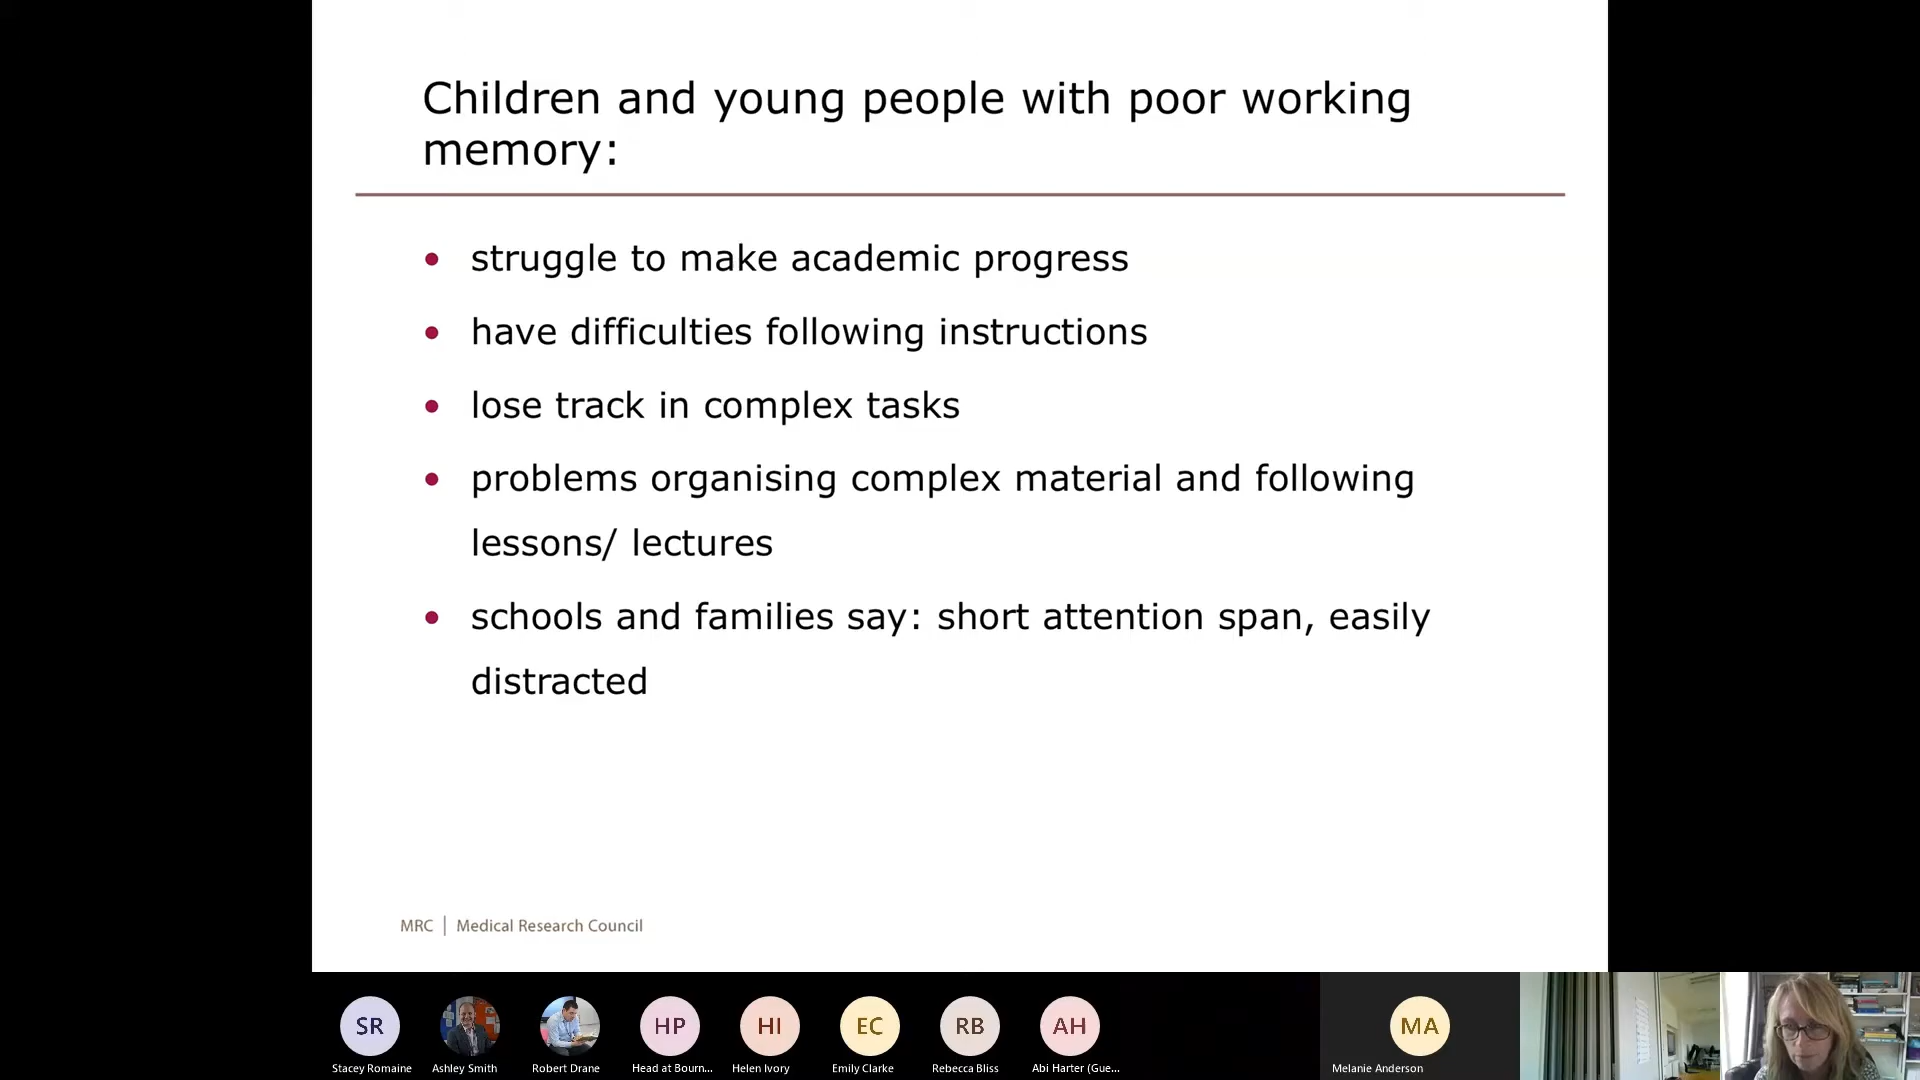 Children and young people with poor working
memory:
• struggle to make academic progress
• have difficulties following instructions
• lose track in complex tasks
• problems organising complex material and following
lessons/ lectures
• schools and families say: short attention span, easily
distracted
MRC | Medical Research Council
SR
HP
HI
EC
RB
AH
MA
Stacey Romaine
Ashley Smith
Robert Drane
Head at Bourn...
Helen Ivory
Emily Clarke
Rebecca Bliss
Abi Harter (Gue...
Melanie Anderson